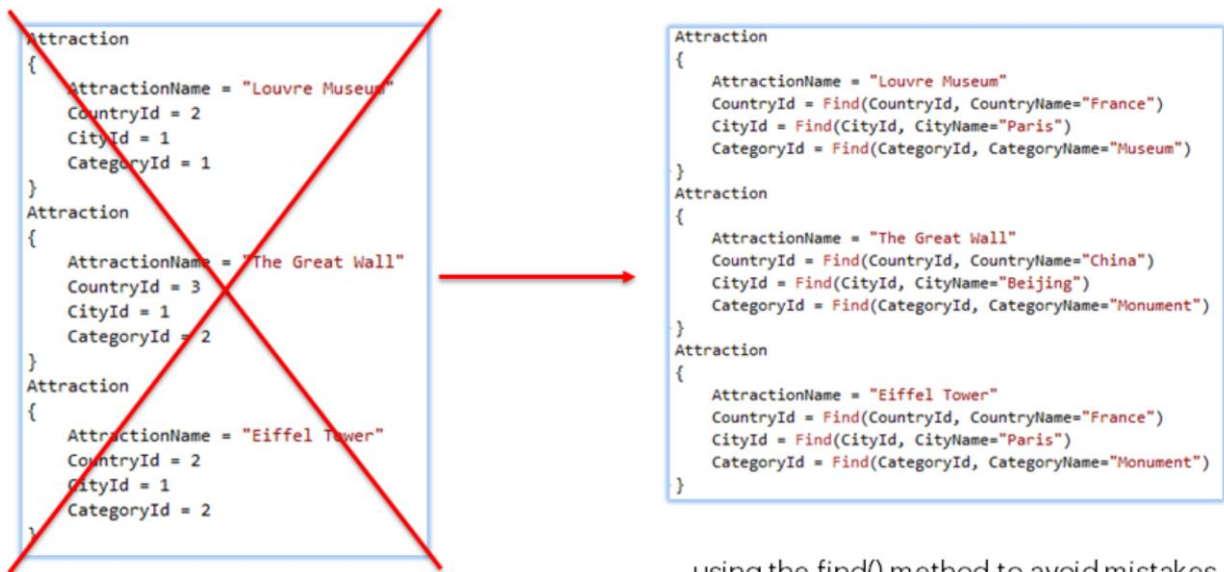 Attraction
{
AttractionName = "Louvre Museum"
CountryId = 2
CityId = 1
CategoryId = 1
}
Attraction
{
AttractionName = "The Great Wall"
CountryId = 3
CityId = 1
CategoryId = 2
}
Attraction
{
AttractionName = "Eiffel Tower"
CountryId = 2
CityId = 1
CategoryId = 2
}
Attraction
{
AttractionName = "Louvre Museum"
CountryId = Find(CountryId, CountryName="France")
CityId = Find(CityId, CityName="Paris")
CategoryId = Find(CategoryId, CategoryName="Museum")
}
Attraction
{
AttractionName = "The Great Wall"
CountryId = Find(CountryId, CountryName="China")
CityId = Find(CityId, CityName="Beijing")
CategoryId = Find(CategoryId, CategoryName="Monument")
}
Attraction
{
AttractionName = "Eiffel Tower"
CountryId = Find(CountryId, CountryName="France")
CityId = Find(CityId, CityName="Paris")
CategoryId = Find(CategoryId, CategoryName="Monument")
}
using the find() method to avoid mistakes